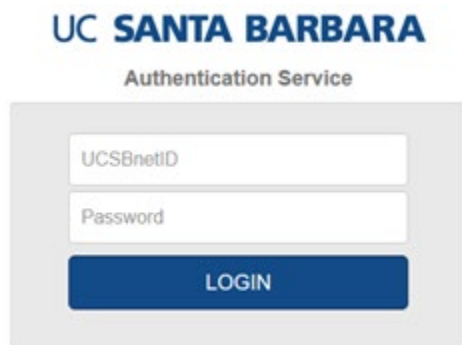 UC SANTA BARBARA
Authentication Service
UCSBnetID
Password
LOGIN